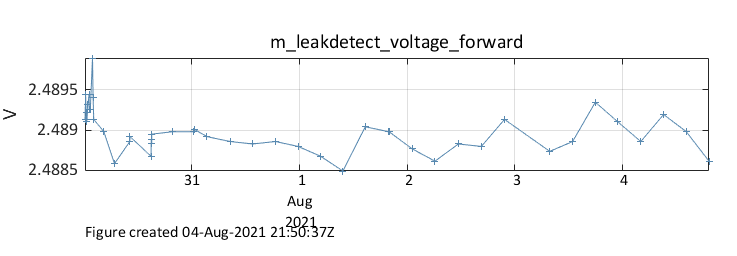 m_leakdetect_voltage_forward
V
2.4895
2.489
2.4885
31 1 2 3 4
Aug
2021
Figure created 04-Aug-2021 21:50:37Z